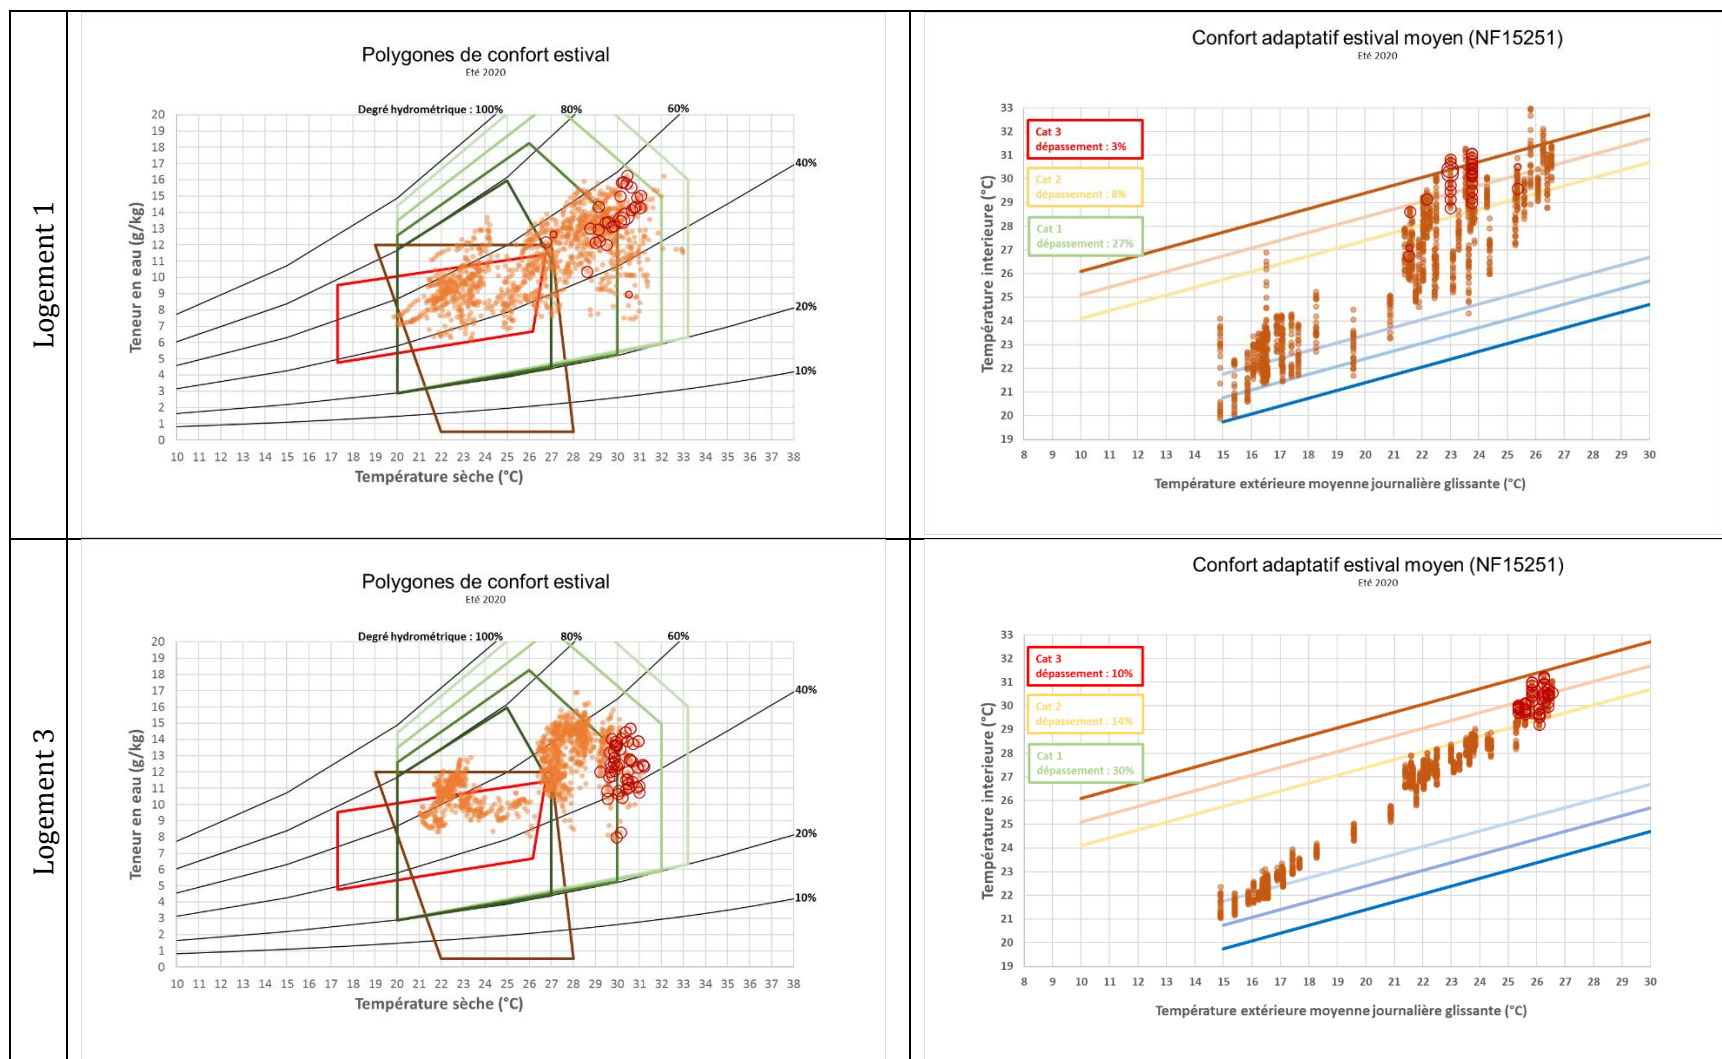 Logement 1
Polygones de confort estival
Eté 2020
Degré hydrométrique : 100%
80%
60%
40%
20%
10%
Teneur en eau (g/kg)
20
19
18
17
16
15
14
13
12
11
10
9
8
7
6
5
4
3
2
1
0
10 11 12 13 14 15 16 17 18 19 20 21 22 23 24 25 26 27 28 29 30 31 32 33 34 35 36 37 38
Température sèche (°C)
Confort adaptatif estival moyen (NF15251)
Eté 2020
Cat 3
dépassement : 3%
Cat 2
dépassement : 8%
Cat 1
dépassement : 27%
Température interieure (°C)
33
32
31
30
29
28
27
26
25
24
23
22
21
20
19
8 9 10 11 12 13 14 15 16 17 18 19 20 21 22 23 24 25 26 27 28 29 30
Température extérieure moyenne journalière glissante (°C)
Logement 3
Polygones de confort estival
Eté 2020
Degré hydrométrique : 100%
80%
60%
40%
20%
10%
Teneur en eau (g/kg)
20
19
18
17
16
15
14
13
12
11
10
9
8
7
6
5
4
3
2
1
0
10 11 12 13 14 15 16 17 18 19 20 21 22 23 24 25 26 27 28 29 30 31 32 33 34 35 36 37 38
Température sèche (°C)
Confort adaptatif estival moyen (NF15251)
Eté 2020
Cat 3
dépassement : 10%
Cat 2
dépassement : 14%
Cat 1
dépassement : 30%
Température interieure (°C)
33
32
31
30
29
28
27
26
25
24
23
22
21
20
19
8 9 10 11 12 13 14 15 16 17 18 19 20 21 22 23 24 25 26 27 28 29 30
Température extérieure moyenne journalière glissante (°C)